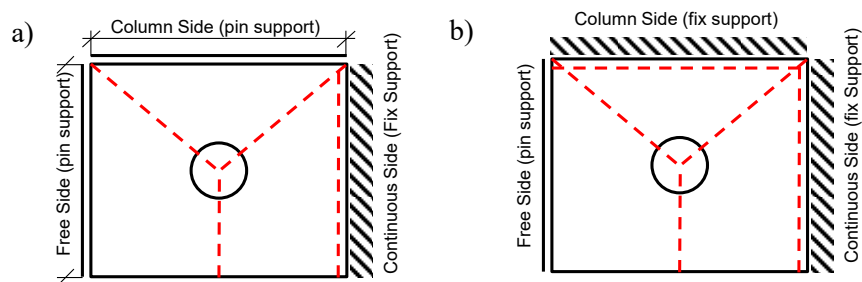 a)
Column Side (pin support)
Free Side (pin support)
Continuous Side (Fix Support)
b)
Column Side (fix support)
Free Side (pin support)
Continuous Side (fix Support)